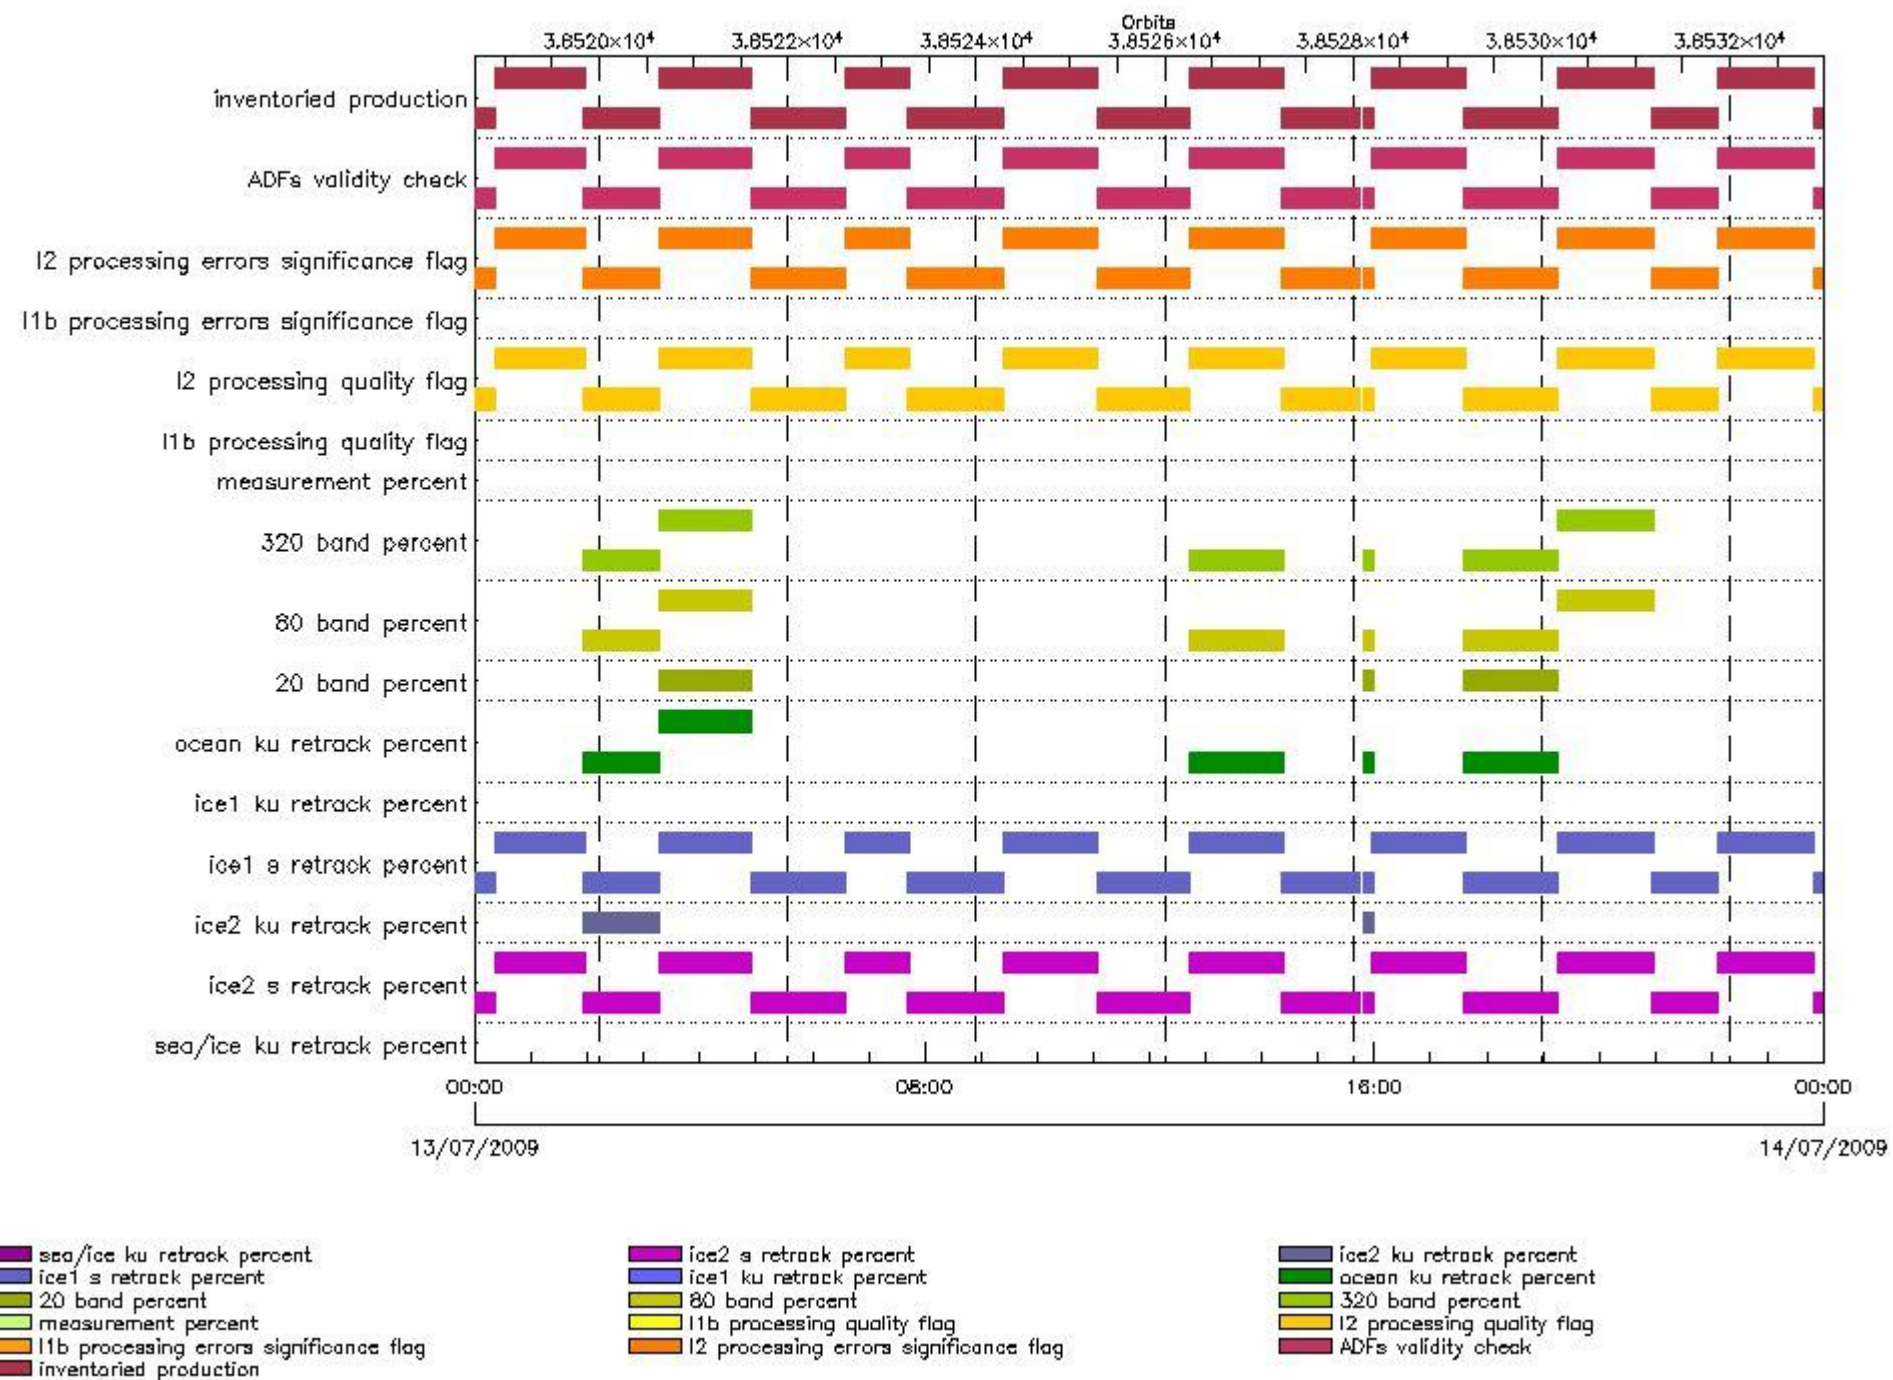 Orbits
3.8520×10⁴ 3.8522×10⁴ 3.8524×10⁴ 3.8526×10⁴ 3.8528×10⁴ 3.8530×10⁴ 3.8532×10⁴
inventoried production
ADFs validity check
l2 processing errors significance flag
l1b processing errors significance flag
l2 processing quality flag
l1b processing quality flag
measurement percent
320 band percent
80 band percent
20 band percent
ocean ku retrack percent
ice1 ku retrack percent
ice1 s retrack percent
ice2 ku retrack percent
ice2 s retrack percent
sea/ice ku retrack percent
00:00 08:00 16:00 00:00
13/07/2009 14/07/2009
sea/ice ku retrack percent ice2 s retrack percent ice2 ku retrack percent
ice1 s retrack percent ice1 ku retrack percent ocean ku retrack percent
20 band percent 80 band percent 320 band percent
measurement percent l1b processing quality flag l2 processing quality flag
l1b processing errors significance flag l2 processing errors significance flag ADFs validity check
inventoried production